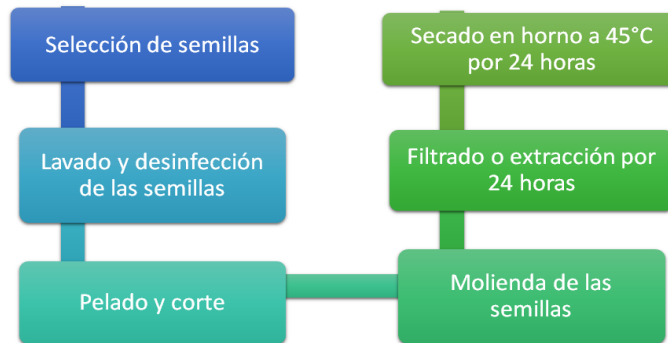 Selección de semillas
Lavado y desinfección
de las semillas
Pelado y corte
Molienda de las
semillas
Filtrado o extracción por
24 horas
Secado en horno a 45°C
por 24 horas